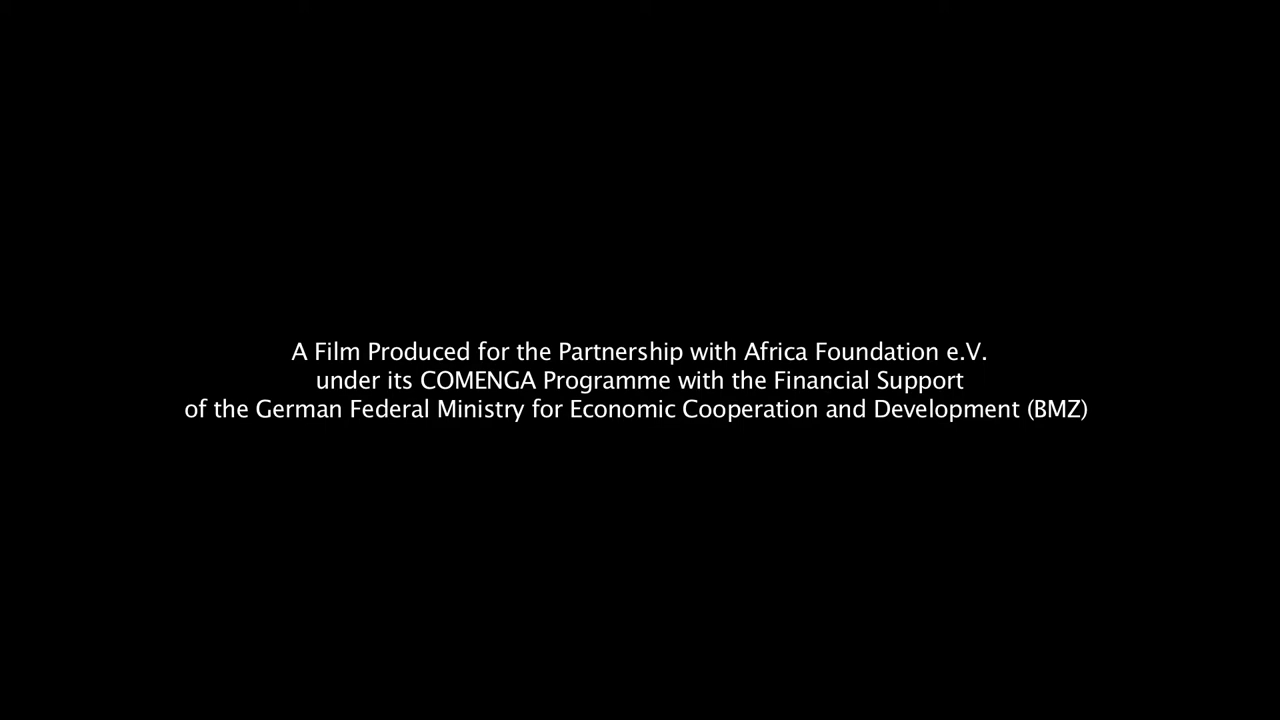 A Film Produced for the Partnership with Africa Foundation e.V.
under its COMENGA Programme with the Financial Support
of the German Federal Ministry for Economic Cooperation and Development (BMZ)